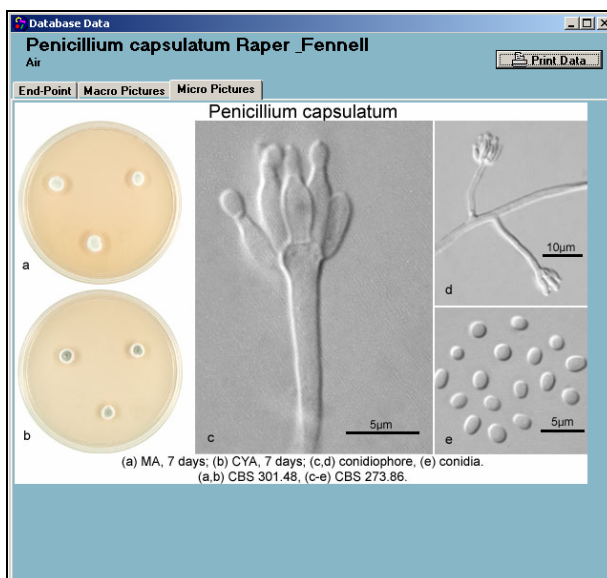 Database Data
Penicillium capsulatum Raper _Fennell
Air
Print Data
End-Point
Macro Pictures
Micro Pictures
Penicillium capsulatum
a
b
c
5µm
d
10µm
e
5µm
(a) MA, 7 days; (b) CYA, 7 days; (c,d) conidiophore, (e) conidia.
(a,b) CBS 301.48, (c-e) CBS 273.86.